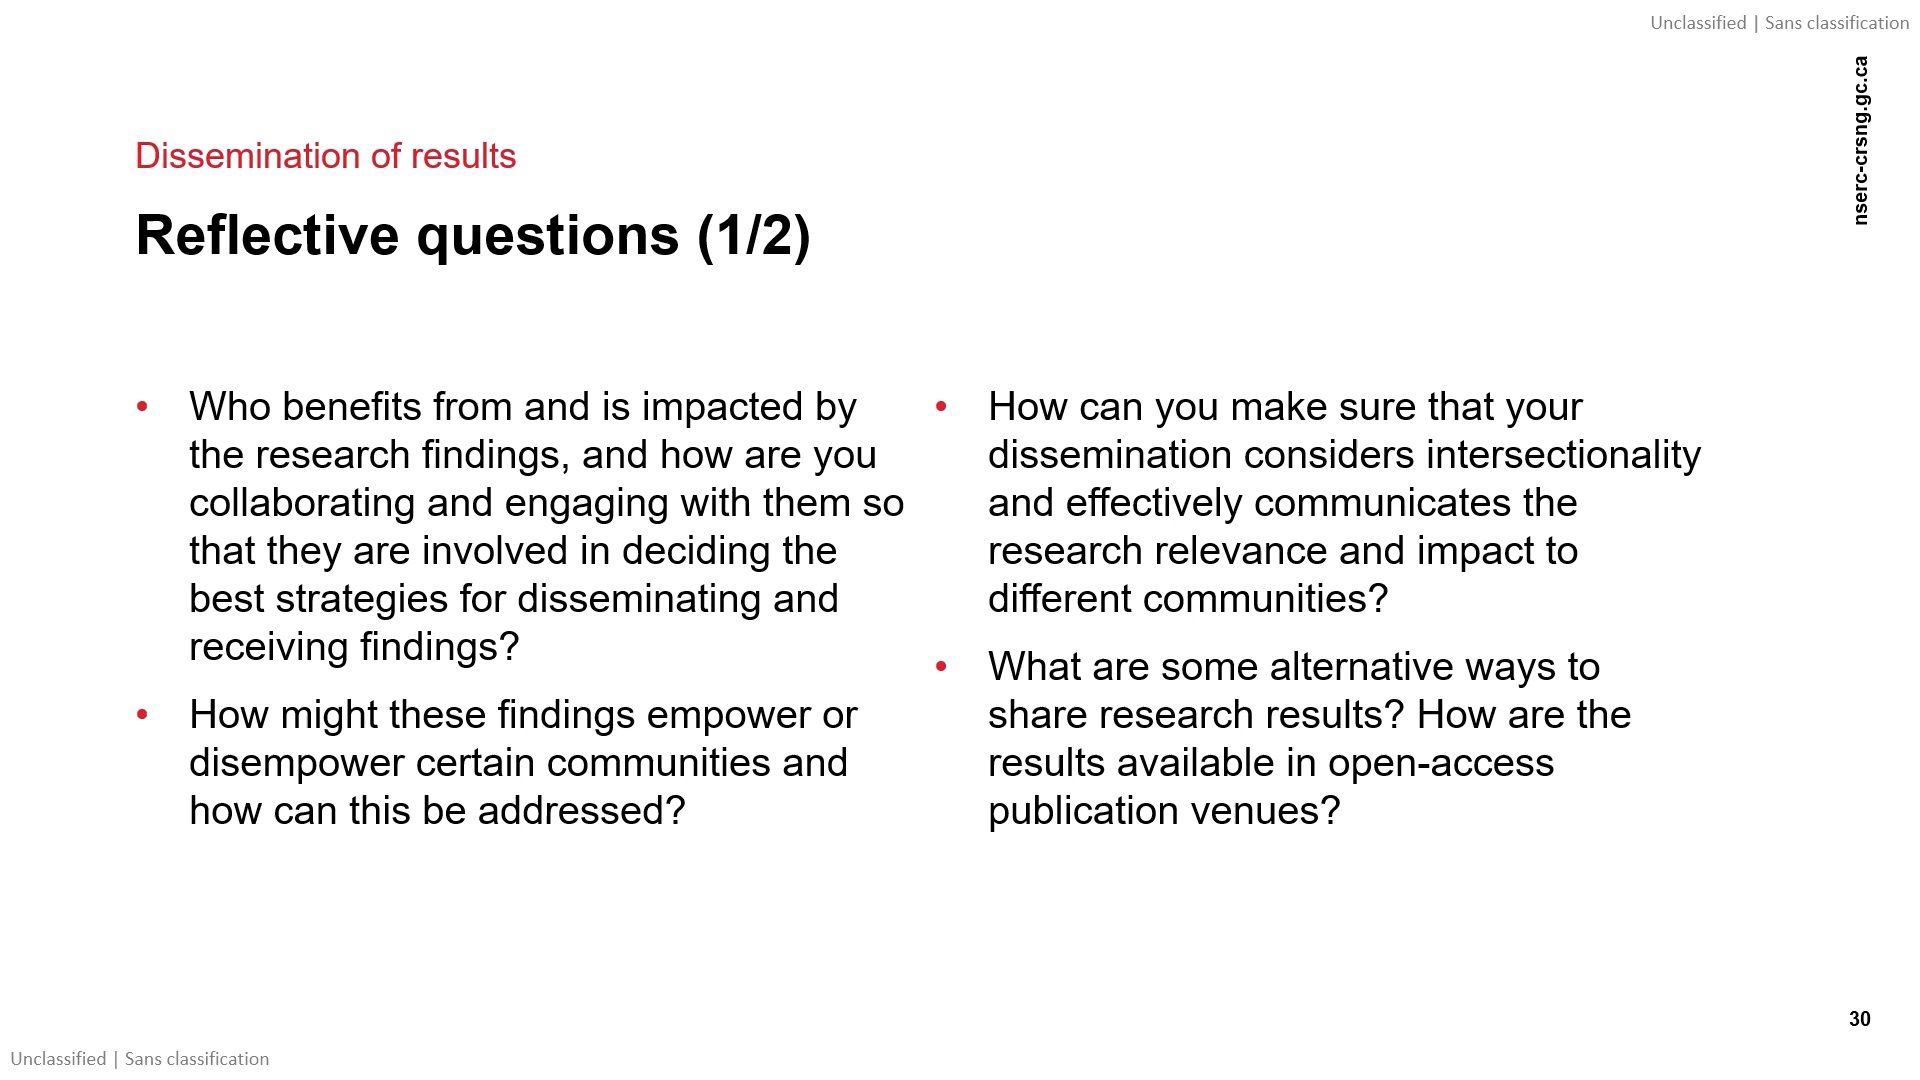 Unclassified | Sans classification
nserc-crsng.gc.ca
Dissemination of results
Reflective questions (1/2)
• Who benefits from and is impacted by
the research findings, and how are you
collaborating and engaging with them so
that they are involved in deciding the
best strategies for disseminating and
receiving findings?
• How might these findings empower or
disempower certain communities and
how can this be addressed?
• How can you make sure that your
dissemination considers intersectionality
and effectively communicates the
research relevance and impact to
different communities?
• What are some alternative ways to
share research results? How are the
results available in open-access
publication venues?
30
Unclassified | Sans classification